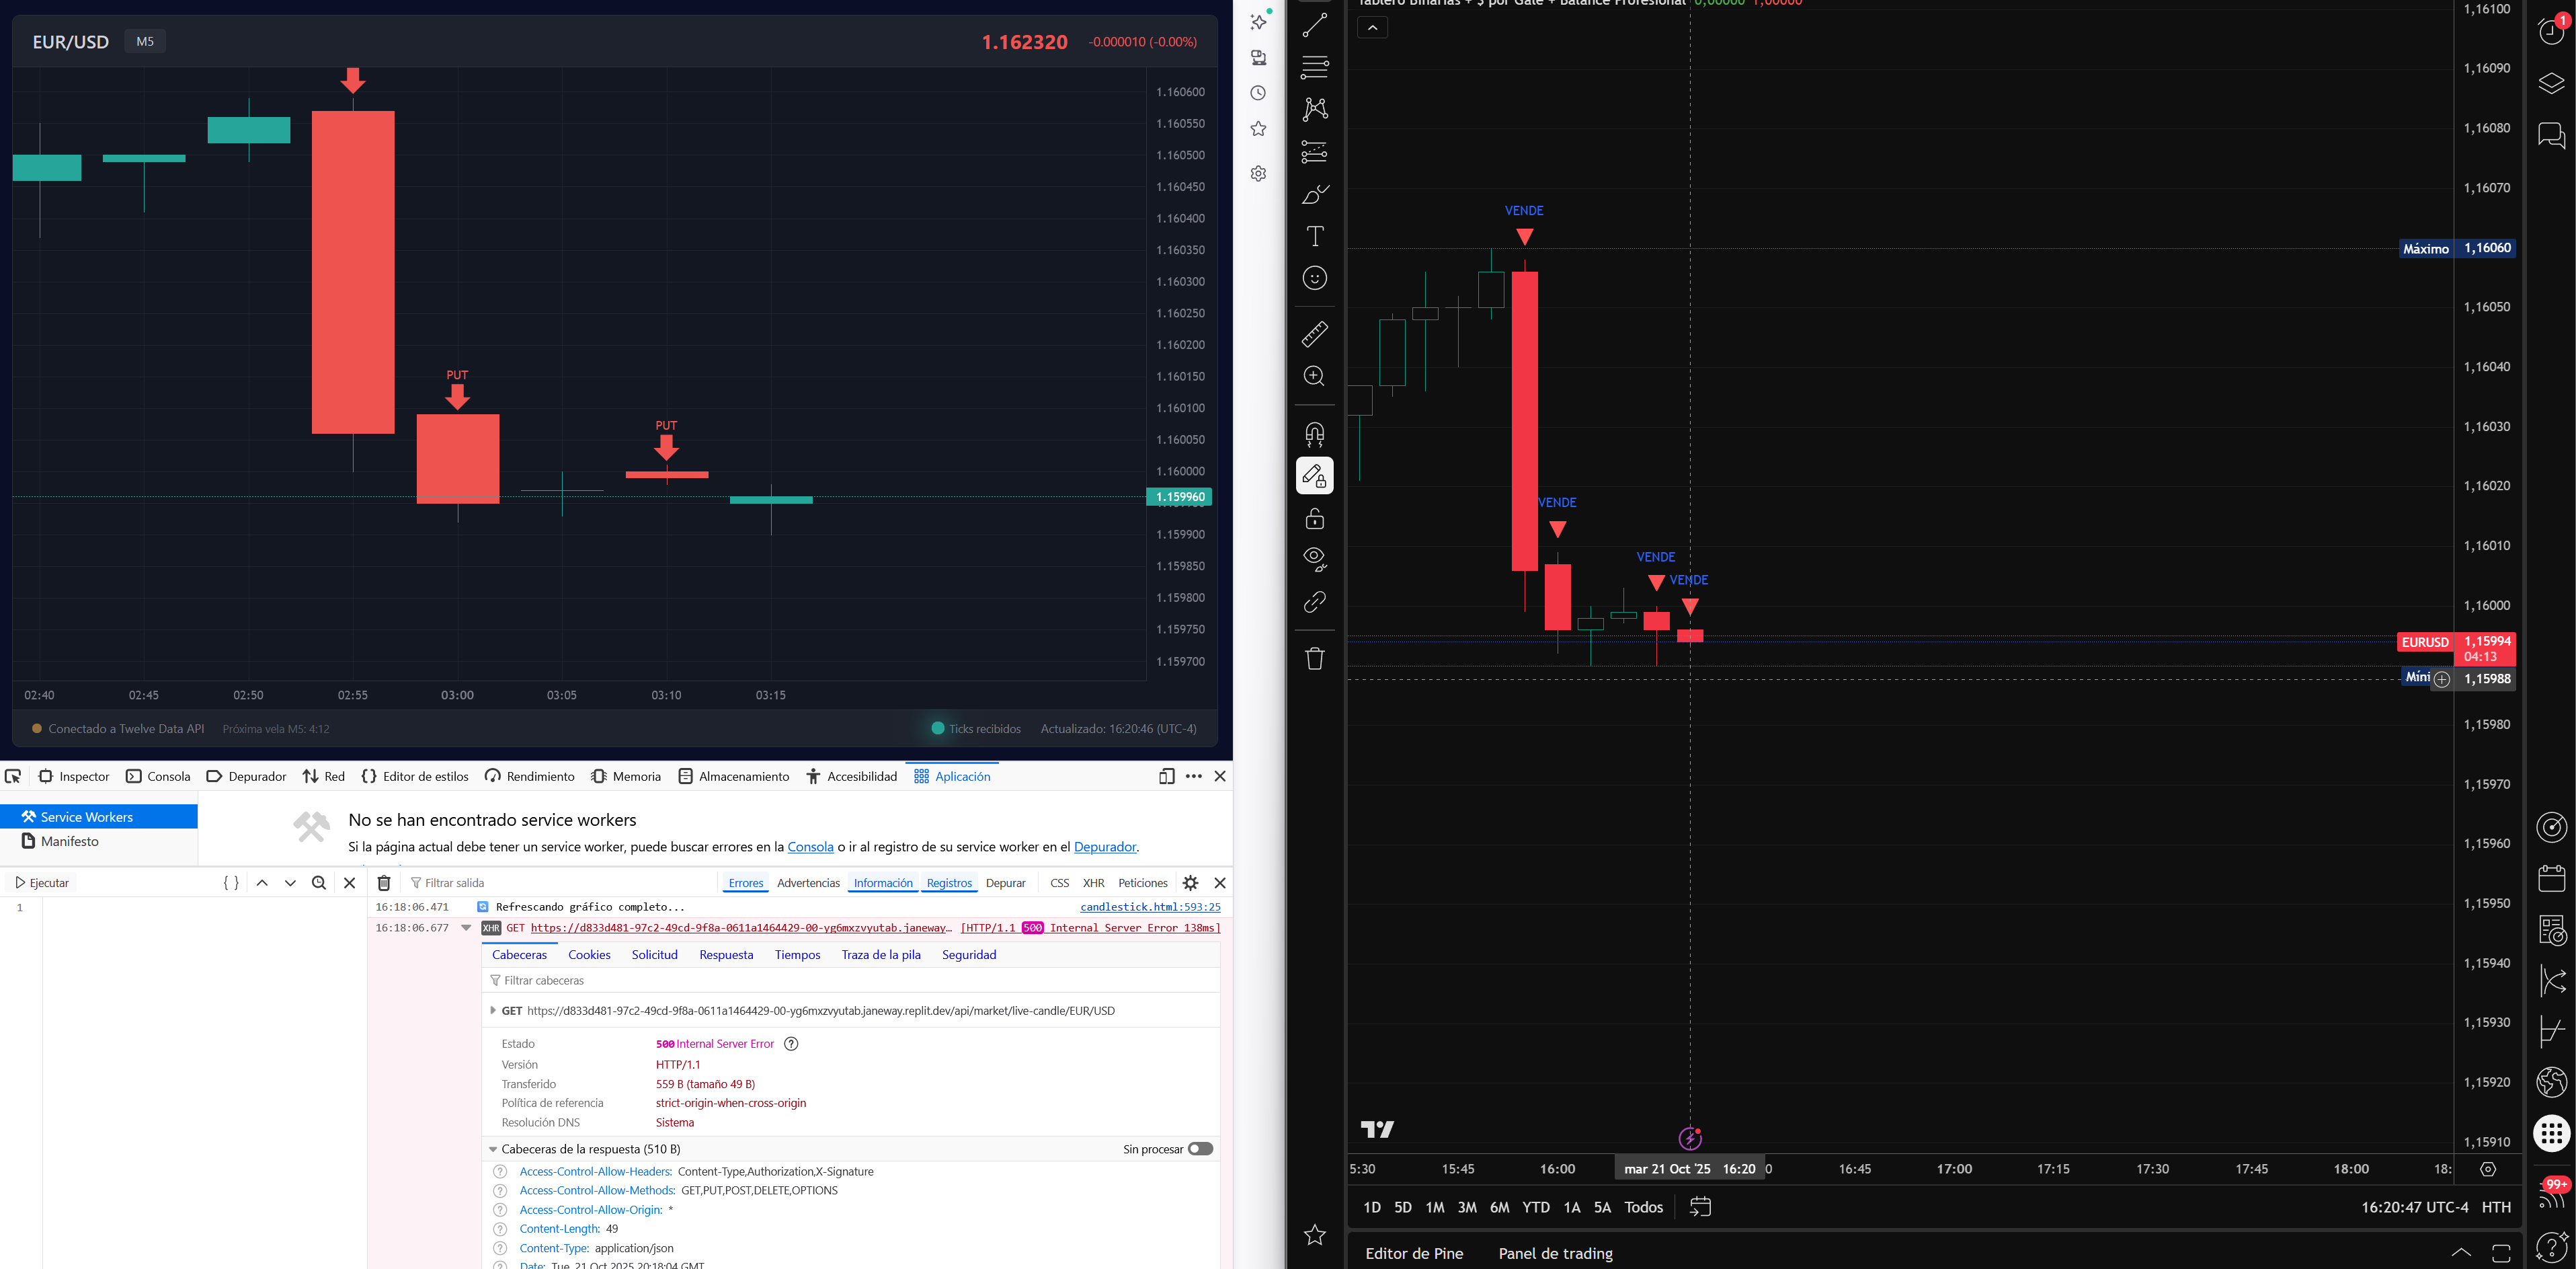 EUR/USD M5 1.162320 -0.000010 (-0.00%)
1.160600
1.160550
1.160500
1.160450
1.160400
1.160350
1.160300
1.160250
1.160200
1.160150
1.160100
1.160050
1.160000
1.159960
1.159900
1.159850
1.159800
1.159750
1.159700
PUT
PUT
02:40 02:45 02:50 02:55 03:00 03:05 03:10 03:15
Conectado a Twelve Data API Próxima vela M5: 4:12 Ticks recibidos Actualizado: 16:20:46 (UTC-4)
Inspector Consola Depurador Red Editor de estilos Rendimiento Memoria Almacenamiento Accesibilidad Aplicación
Service Workers
Manifesto
No se han encontrado service workers
Si la página actual debe tener un service worker, puede buscar errores en la Consola o ir al registro de su service worker en el Depurador.
Ejecutar
1
Filtrar salida Errores Advertencias Información Registros Depurar CSS XHR Peticiones
16:18:06.471 Refrescando gráfico completo... candlestick.html:593:25
16:18:06.677 XHR GET https://d833d481-97c2-49cd-9f8a-0611a1464429-00-yg6mxzvyutab.janeway… [HTTP/1.1 500 Internal Server Error 138ms]
Cabeceras Cookies Solicitud Respuesta Tiempos Traza de la pila Seguridad
Filtrar cabeceras
GET https://d833d481-97c2-49cd-9f8a-0611a1464429-00-yg6mxzvyutab.janeway.replit.dev/api/market/live-candle/EUR/USD
Estado 500 Internal Server Error
Versión HTTP/1.1
Transferido 559 B (tamaño 49 B)
Política de referencia strict-origin-when-cross-origin
Resolución DNS Sistema
Cabeceras de la respuesta (510 B) Sin procesar
Access-Control-Allow-Headers: Content-Type,Authorization,X-Signature
Access-Control-Allow-Methods: GET,PUT,POST,DELETE,OPTIONS
Access-Control-Allow-Origin: *
Content-Length: 49
Content-Type: application/json
Date: Tue, 21 Oct 2025 20:18:04 GMT
Tablero Binarias + $ por Gale + Balance Profesional 0,00000 1,00000
VENDE
VENDE
VENDE
VENDE
1,16100
1,16090
1,16080
1,16070
Máximo 1,16060
1,16050
1,16040
1,16030
1,16020
1,16010
1,16000
EURUSD 1,15994
04:13
Míni 1,15988
1,15980
1,15970
1,15960
1,15950
1,15940
1,15930
1,15920
1,15910
5:30 15:45 16:00 mar 21 Oct '25 16:20 0 16:45 17:00 17:15 17:30 17:45 18:00 18:
1D 5D 1M 3M 6M YTD 1A 5A Todos 16:20:47 UTC-4 HTH
Editor de Pine Panel de trading
1
99+